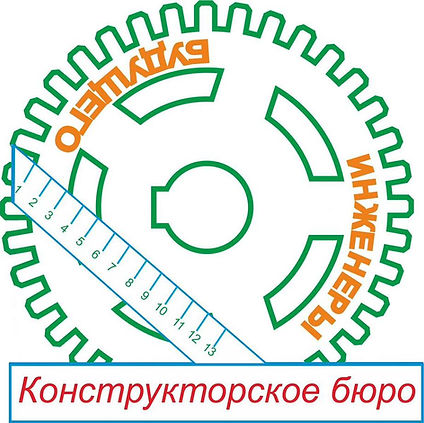 ИНЖЕНЕРЫ
БУДУЩЕГО
1 2 3 4 5 6 7 8 9 10 11 12 13
Конструкторское бюро